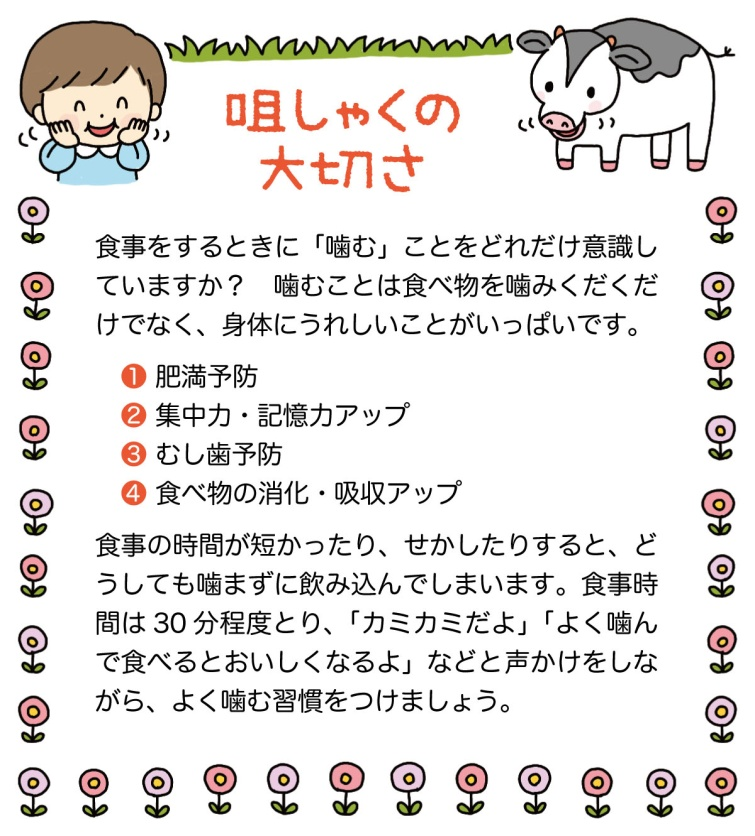 咀しゃくの
大切さ
食事をするときに「噛む」ことをどれだけ意識し
ていますか？　噛むことは食べ物を噛みくだくだ
けでなく、身体にうれしいことがいっぱいです。
❶ 肥満予防
❷ 集中力・記憶力アップ
❸ むし歯予防
❹ 食べ物の消化・吸収アップ
食事の時間が短かったり、せかしたりすると、ど
うしても噛まずに飲み込んでしまいます。食事時
間は 30 分程度とり、「カミカミだよ」「よく噛ん
で食べるとおいしくなるよ」などと声かけをしな
がら、よく噛む習慣をつけましょう。